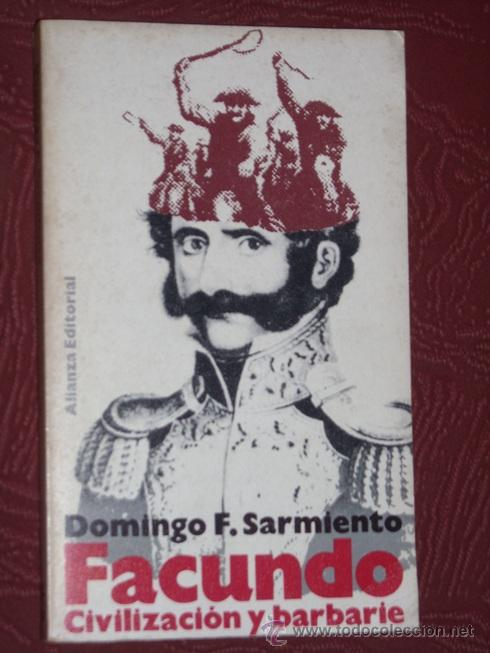 Alianza Editorial
Domingo F. Sarmiento
Facundo
Civilización y barbarie
www.todocoleccion.net